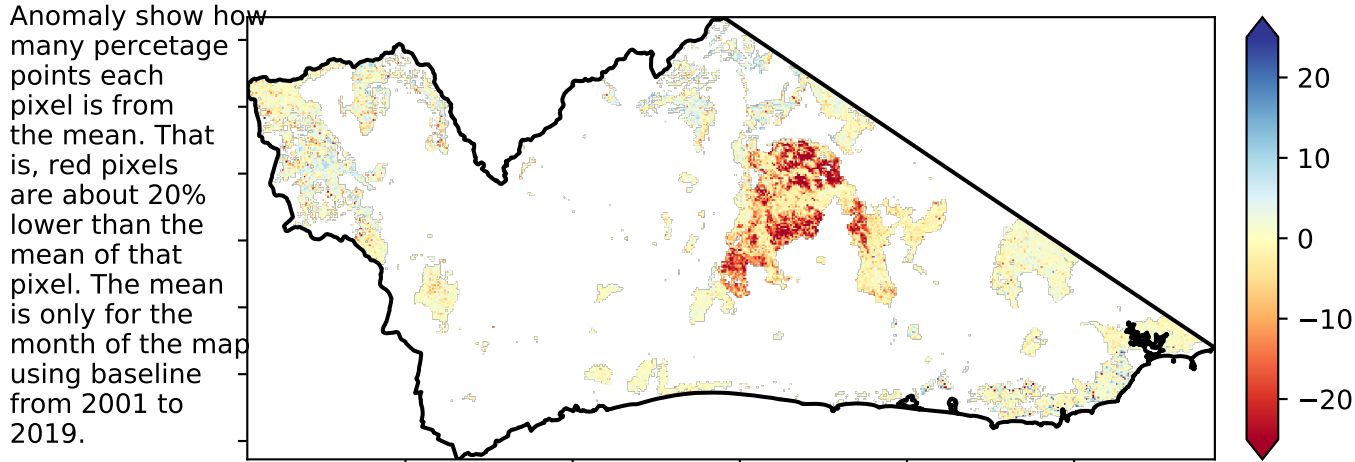 Anomaly show how
many percetage
points each
pixel is from
the mean. That
is, red pixels
are about 20%
lower than the
mean of that
pixel. The mean
is only for the
month of the map
using baseline
from 2001 to
2019.
20
10
0
−10
−20